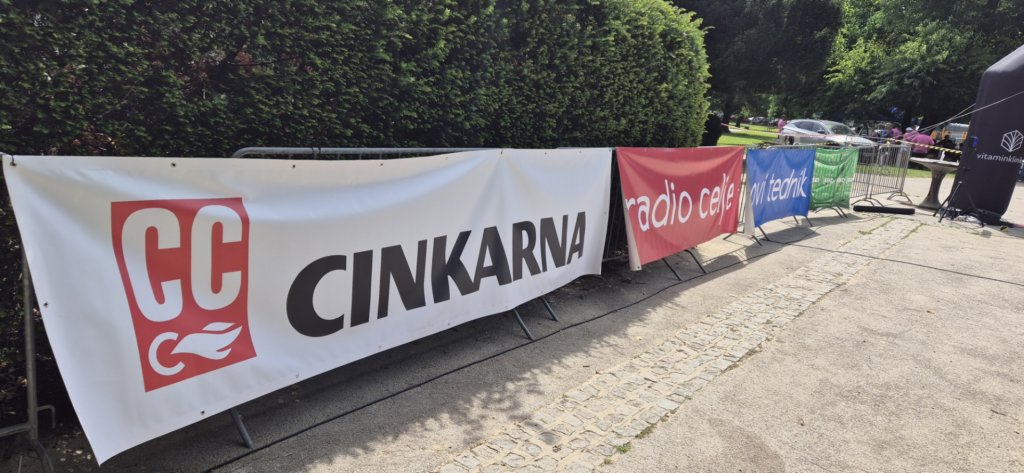 CC
CINKARNA
radio celje
novi tednik
vitaminklinik